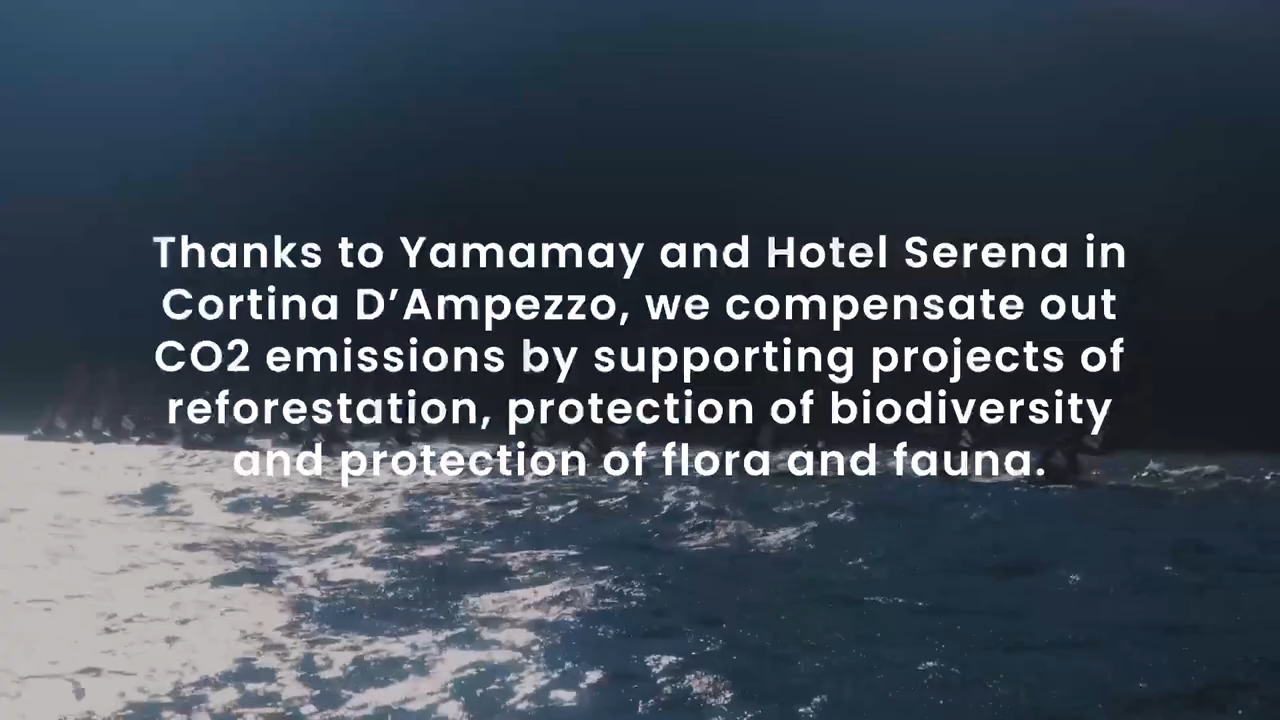 Thanks to Yamamay and Hotel Serena in
Cortina D’Ampezzo, we compensate out
CO2 emissions by supporting projects of
reforestation, protection of biodiversity
and protection of flora and fauna.